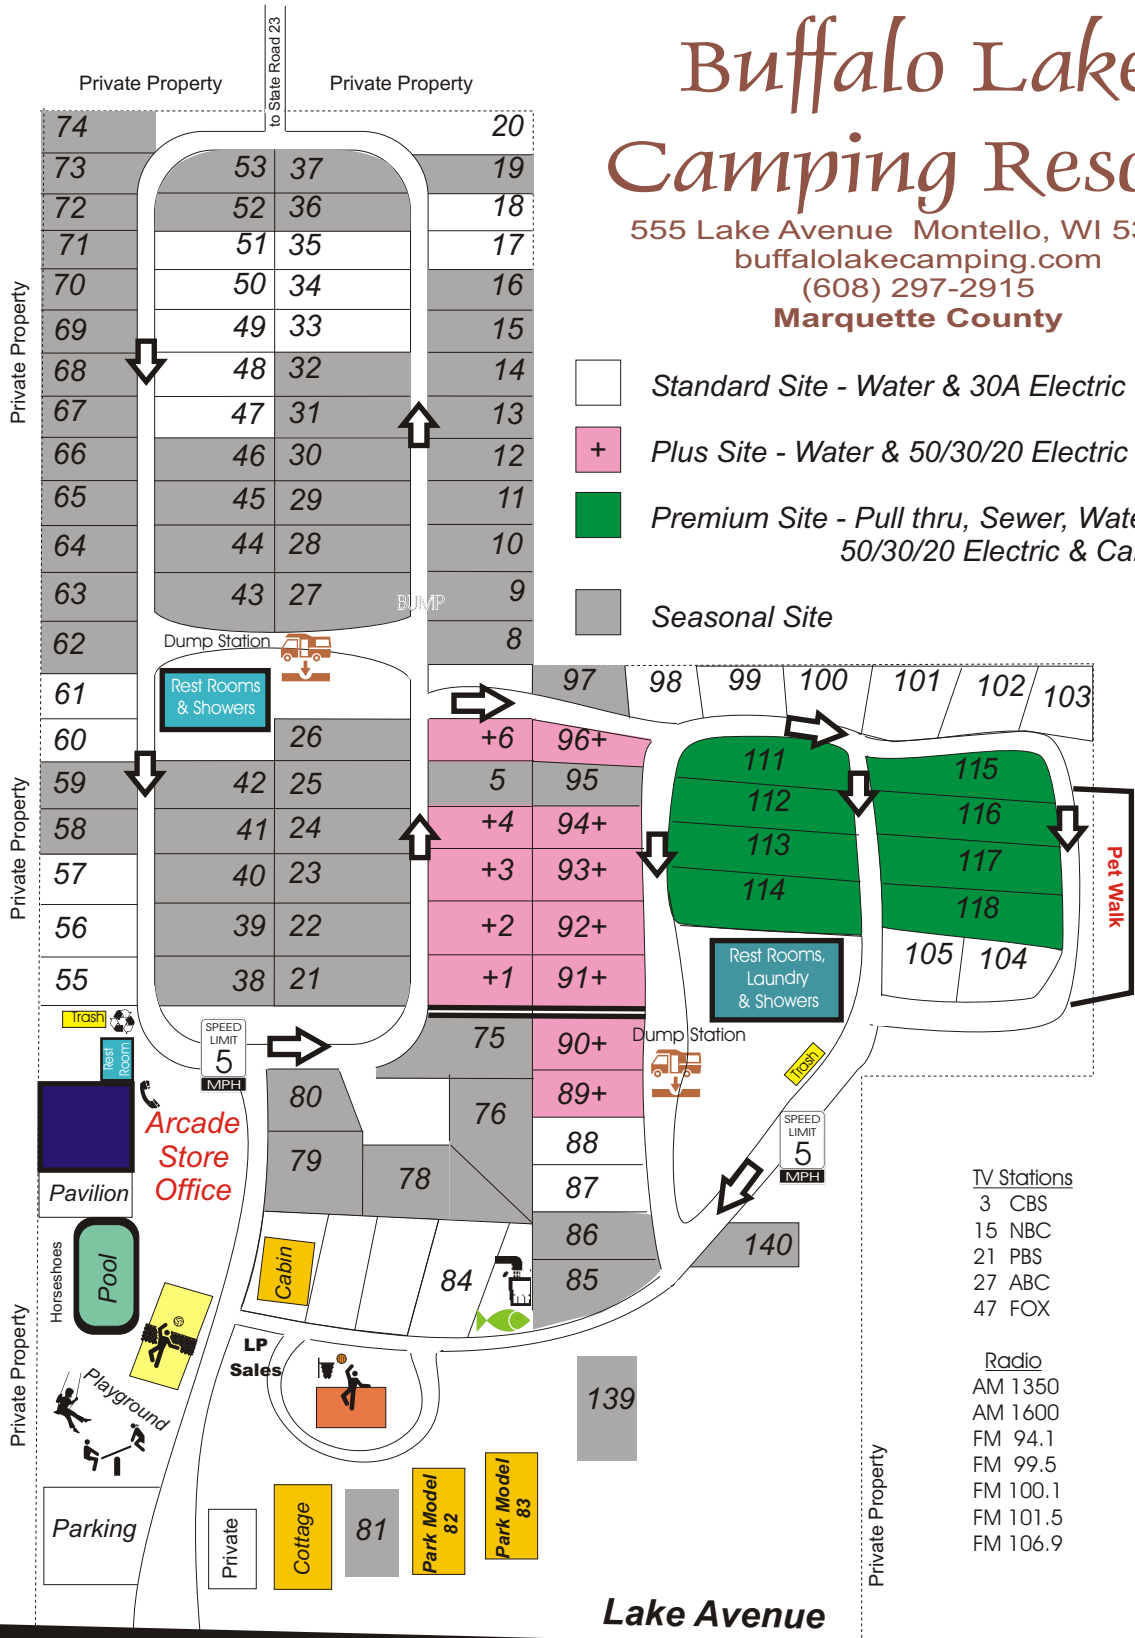 Buffalo Lake
Camping Reso
555 Lake Avenue Montello, WI 53
buffalolakecamping.com
(608) 297-2915
Marquette County
Standard Site - Water & 30A Electric
+ Plus Site - Water & 50/30/20 Electric
Premium Site - Pull thru, Sewer, Wate
50/30/20 Electric & Ca
Seasonal Site
to State Road 23
Private Property
Private Property
74 20
73 53 37 19
72 52 36 18
71 51 35 17
70 50 34 16
69 49 33 15
68 48 32 14
67 47 31 13
66 46 30 12
65 45 29 11
64 44 28 10
63 43 27 BUMP 9
62 Dump Station 8
Private Property
61 Rest Rooms
& Showers
97 98 99 100 101 102 103
60 26 +6 96+ 111 115
59 42 25 5 95 112 116
58 41 24 +4 94+ 113 117
57 40 23 +3 93+ 114 118
56 39 22 +2 92+
55 38 21 +1 91+
105 104
Private Property
Pet Walk
Rest Rooms,
Laundry
& Showers
Trash
Rest
Room
SPEED
LIMIT
5
MPH
75 90+
Dump Station
Trash
80 76 89+
79 78 88
87
86
85
140
SPEED
LIMIT
5
MPH
Arcade
Store
Office
Pavilion
Horseshoes
Pool
Cabin
84
LP
Sales
Playground
Private Property
139
Parking
Private
Cottage
81
Park Model
82
Park Model
83
Private Property
TV Stations
3 CBS
15 NBC
21 PBS
27 ABC
47 FOX
Radio
AM 1350
AM 1600
FM 94.1
FM 99.5
FM 100.1
FM 101.5
FM 106.9
Lake Avenue